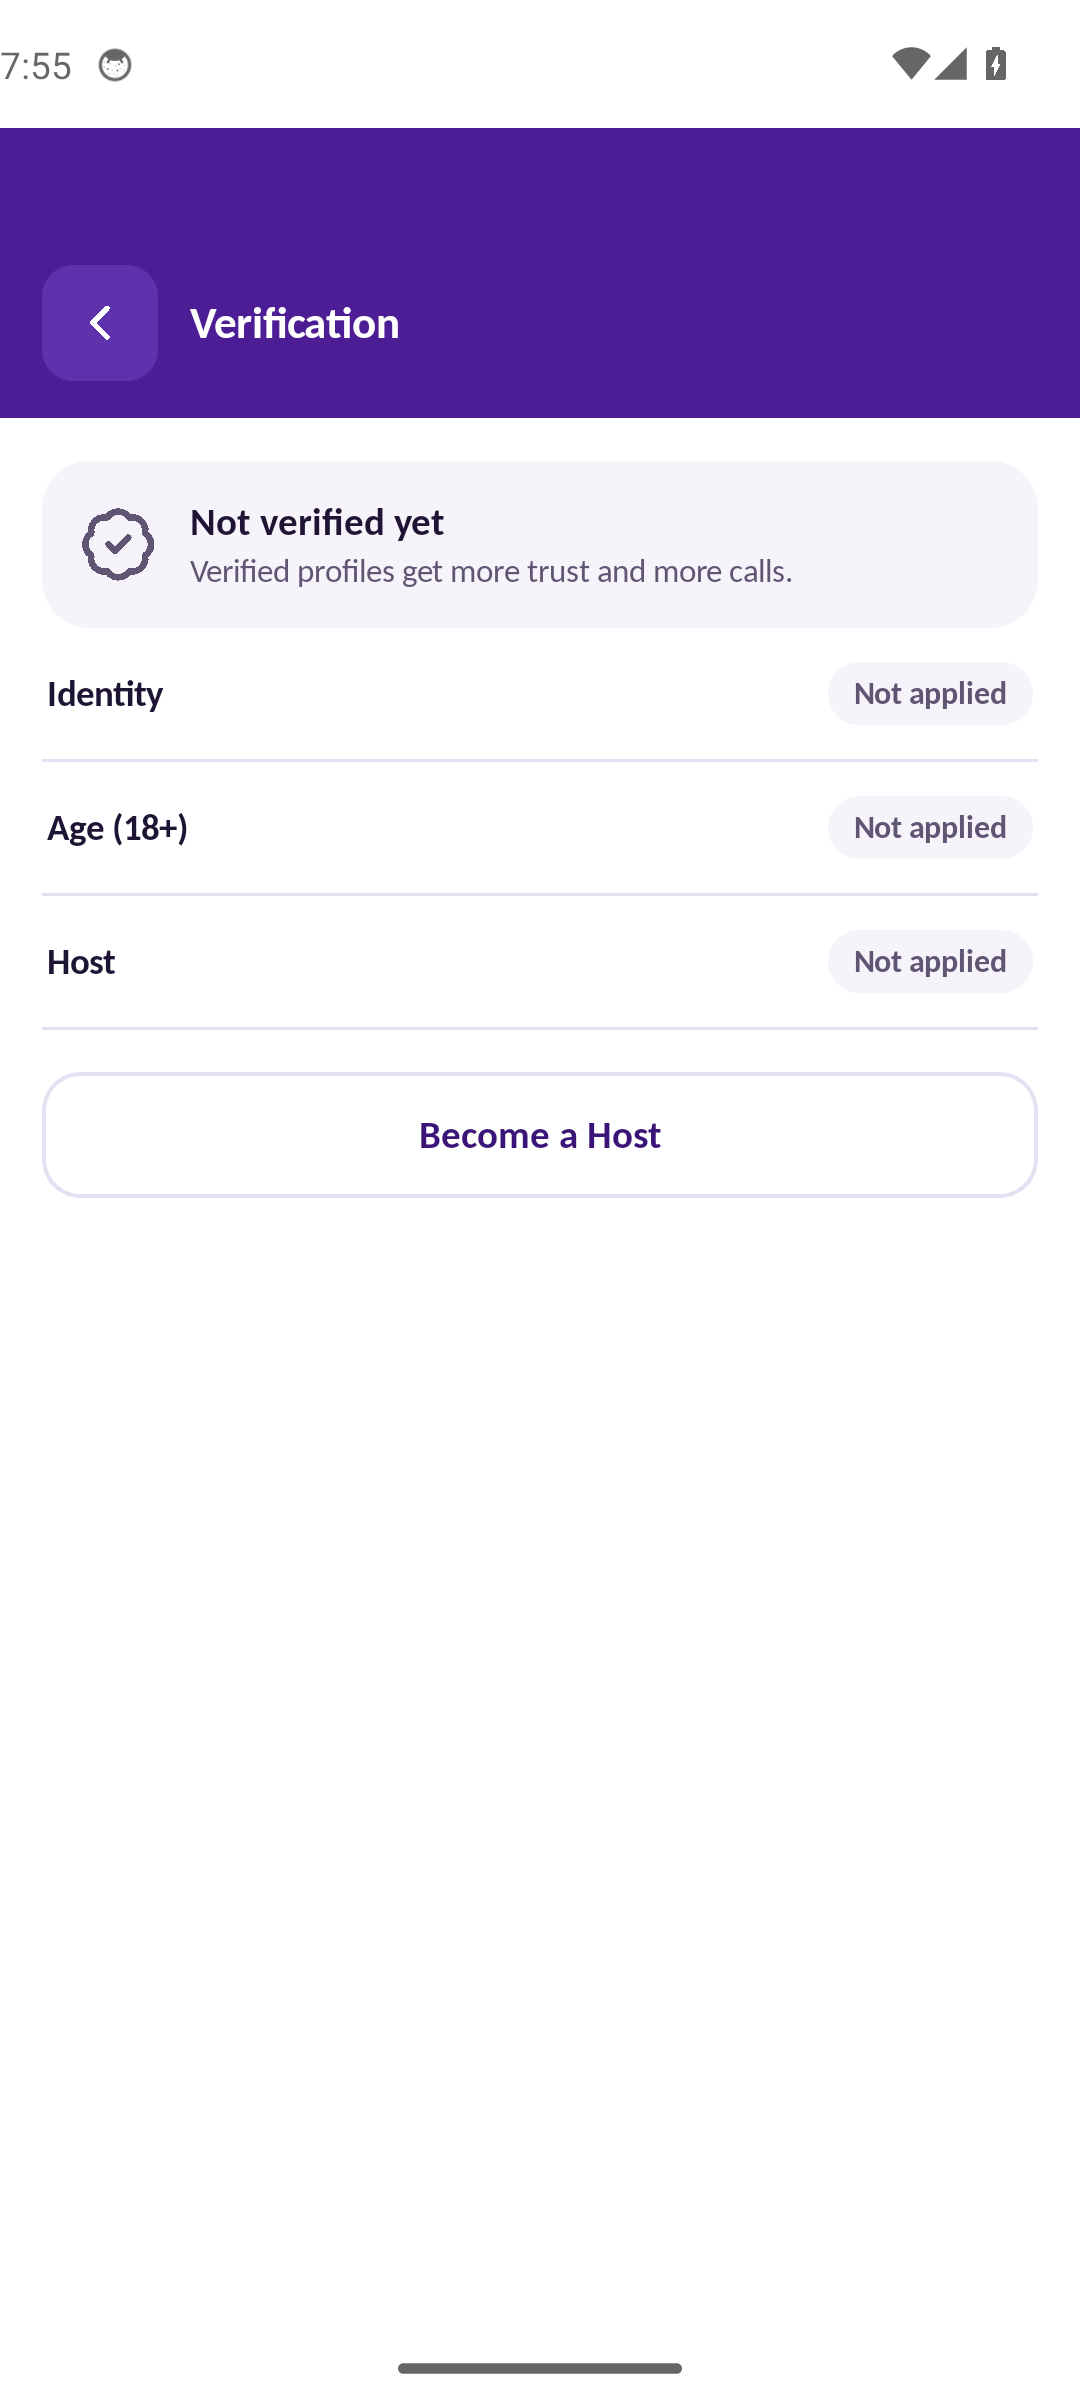 7:55
Verification
Not verified yet
Verified profiles get more trust and more calls.
Identity
Not applied
Age (18+)
Not applied
Host
Not applied
Become a Host